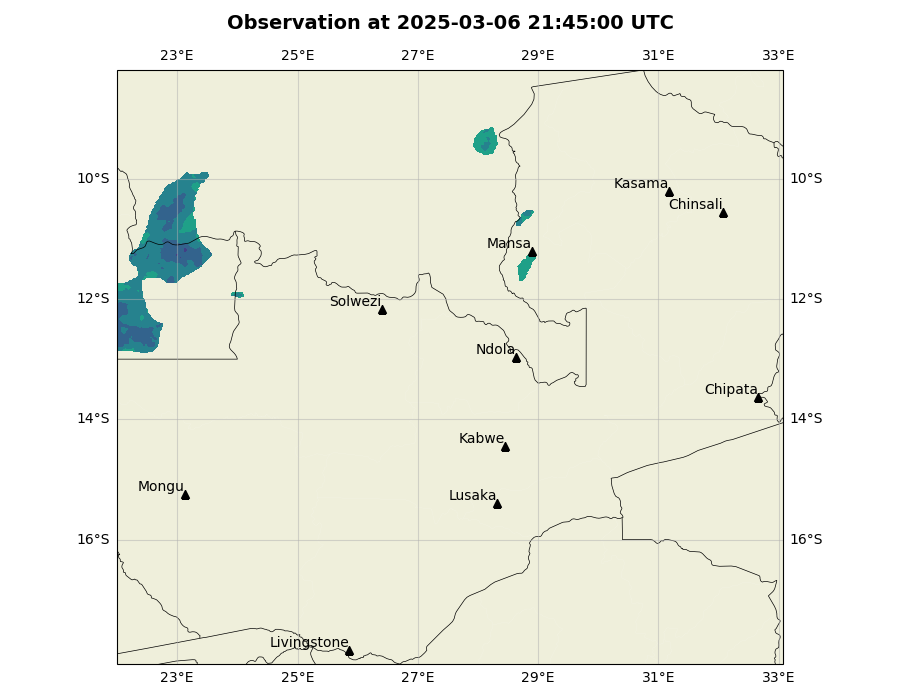 Observation at 2025-03-06 21:45:00 UTC
23°E 25°E 27°E 29°E 31°E 33°E
10°S 10°S
Kasama
Chinsali
Mansa
12°S 12°S
Solwezi
Ndola
Chipata
14°S 14°S
Kabwe
Mongu
Lusaka
16°S 16°S
Livingstone
23°E 25°E 27°E 29°E 31°E 33°E